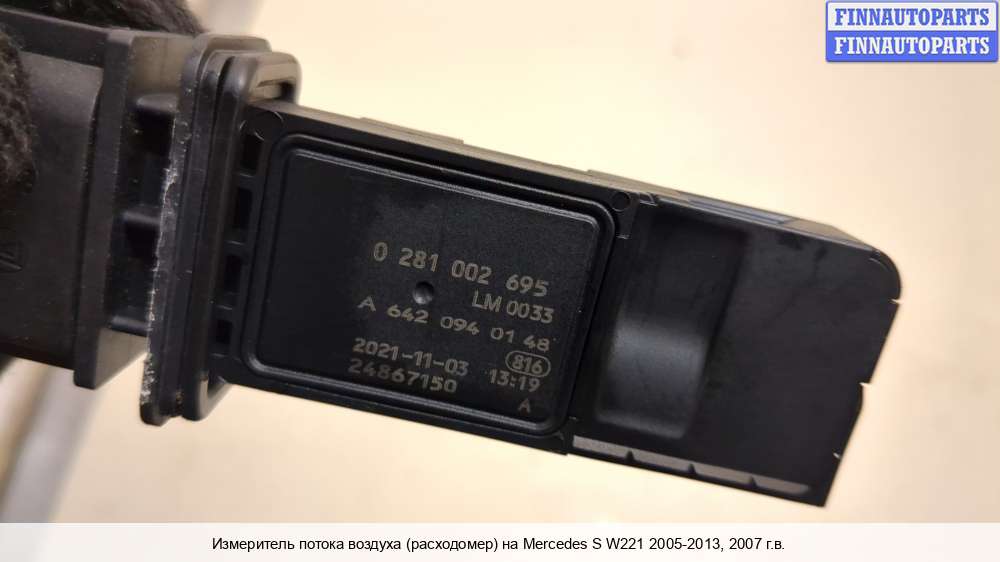 FINNAUTOPARTS
FINNAUTOPARTS
0 281 002 695
LM 0033
A 642 094 01 48
2021-11-03 816
24867150 13:19
A
Измеритель потока воздуха (расходомер) на Mercedes S W221 2005-2013, 2007 г.в.